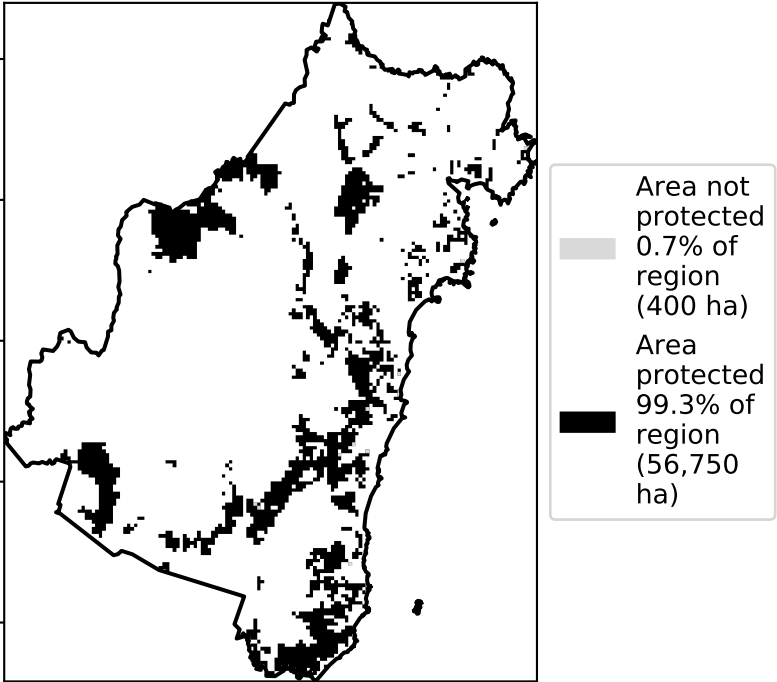 Area not
protected
0.7% of
region
(400 ha)
Area
protected
99.3% of
region
(56,750
ha)